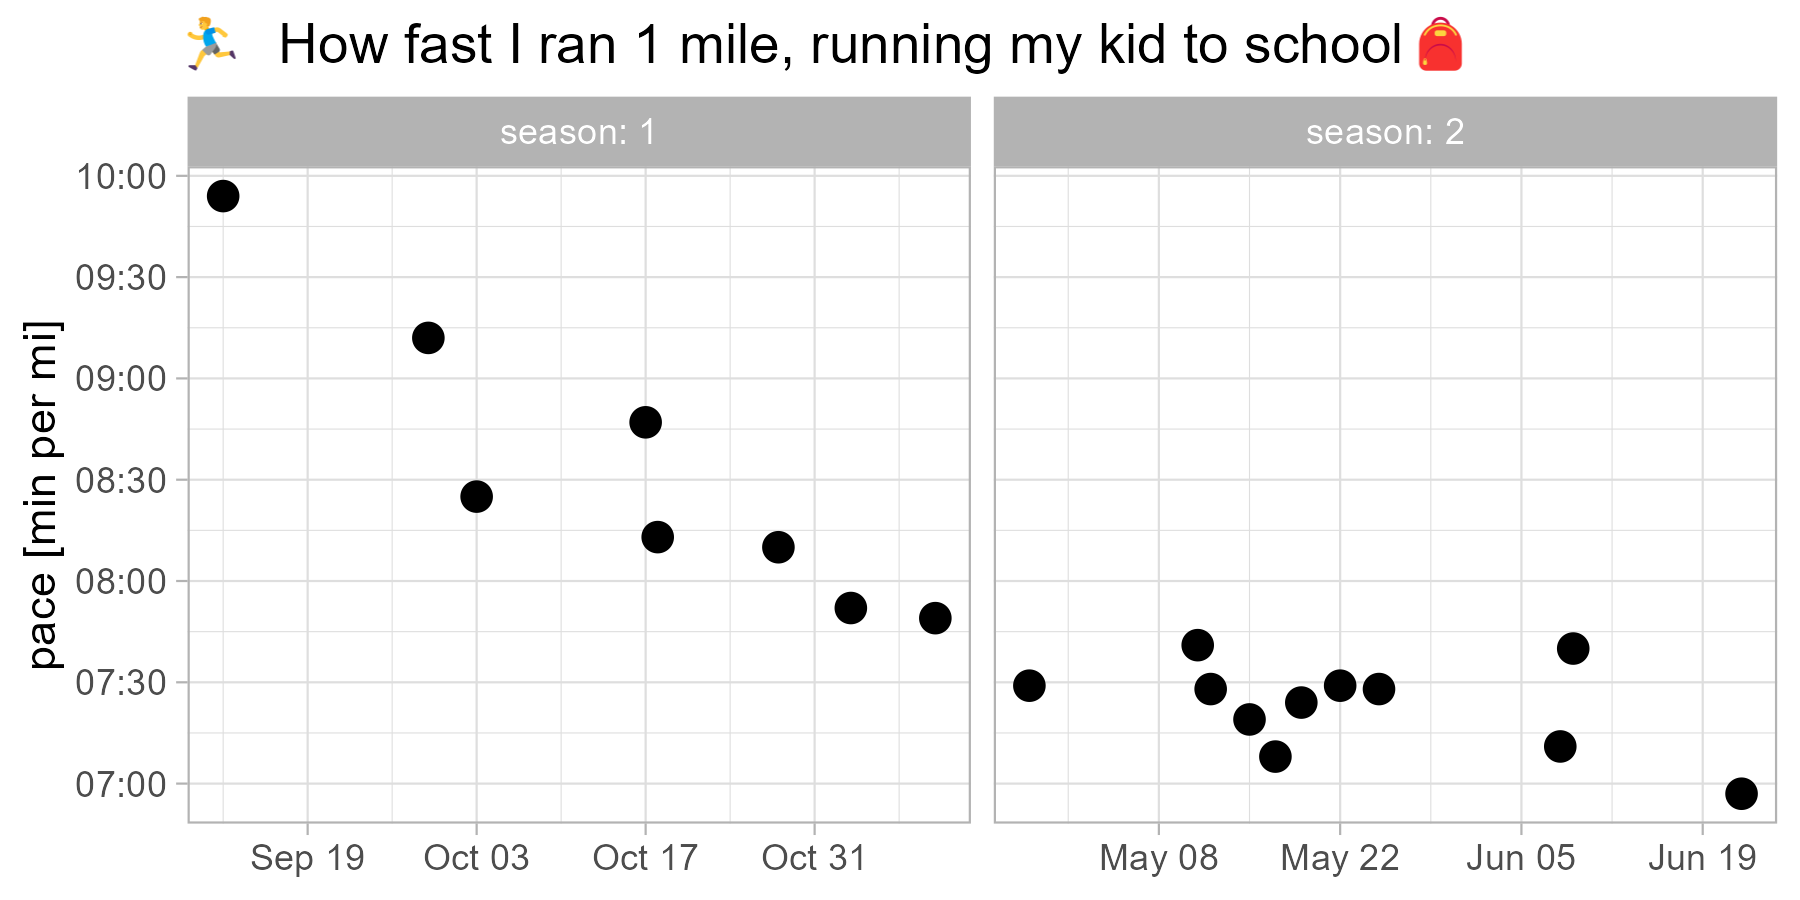 🏃 How fast I ran 1 mile, running my kid to school 🎒
season: 1
season: 2
pace [min per mi]
10:00
09:30
09:00
08:30
08:00
07:30
07:00
Sep 19 Oct 03 Oct 17 Oct 31
May 08 May 22 Jun 05 Jun 19